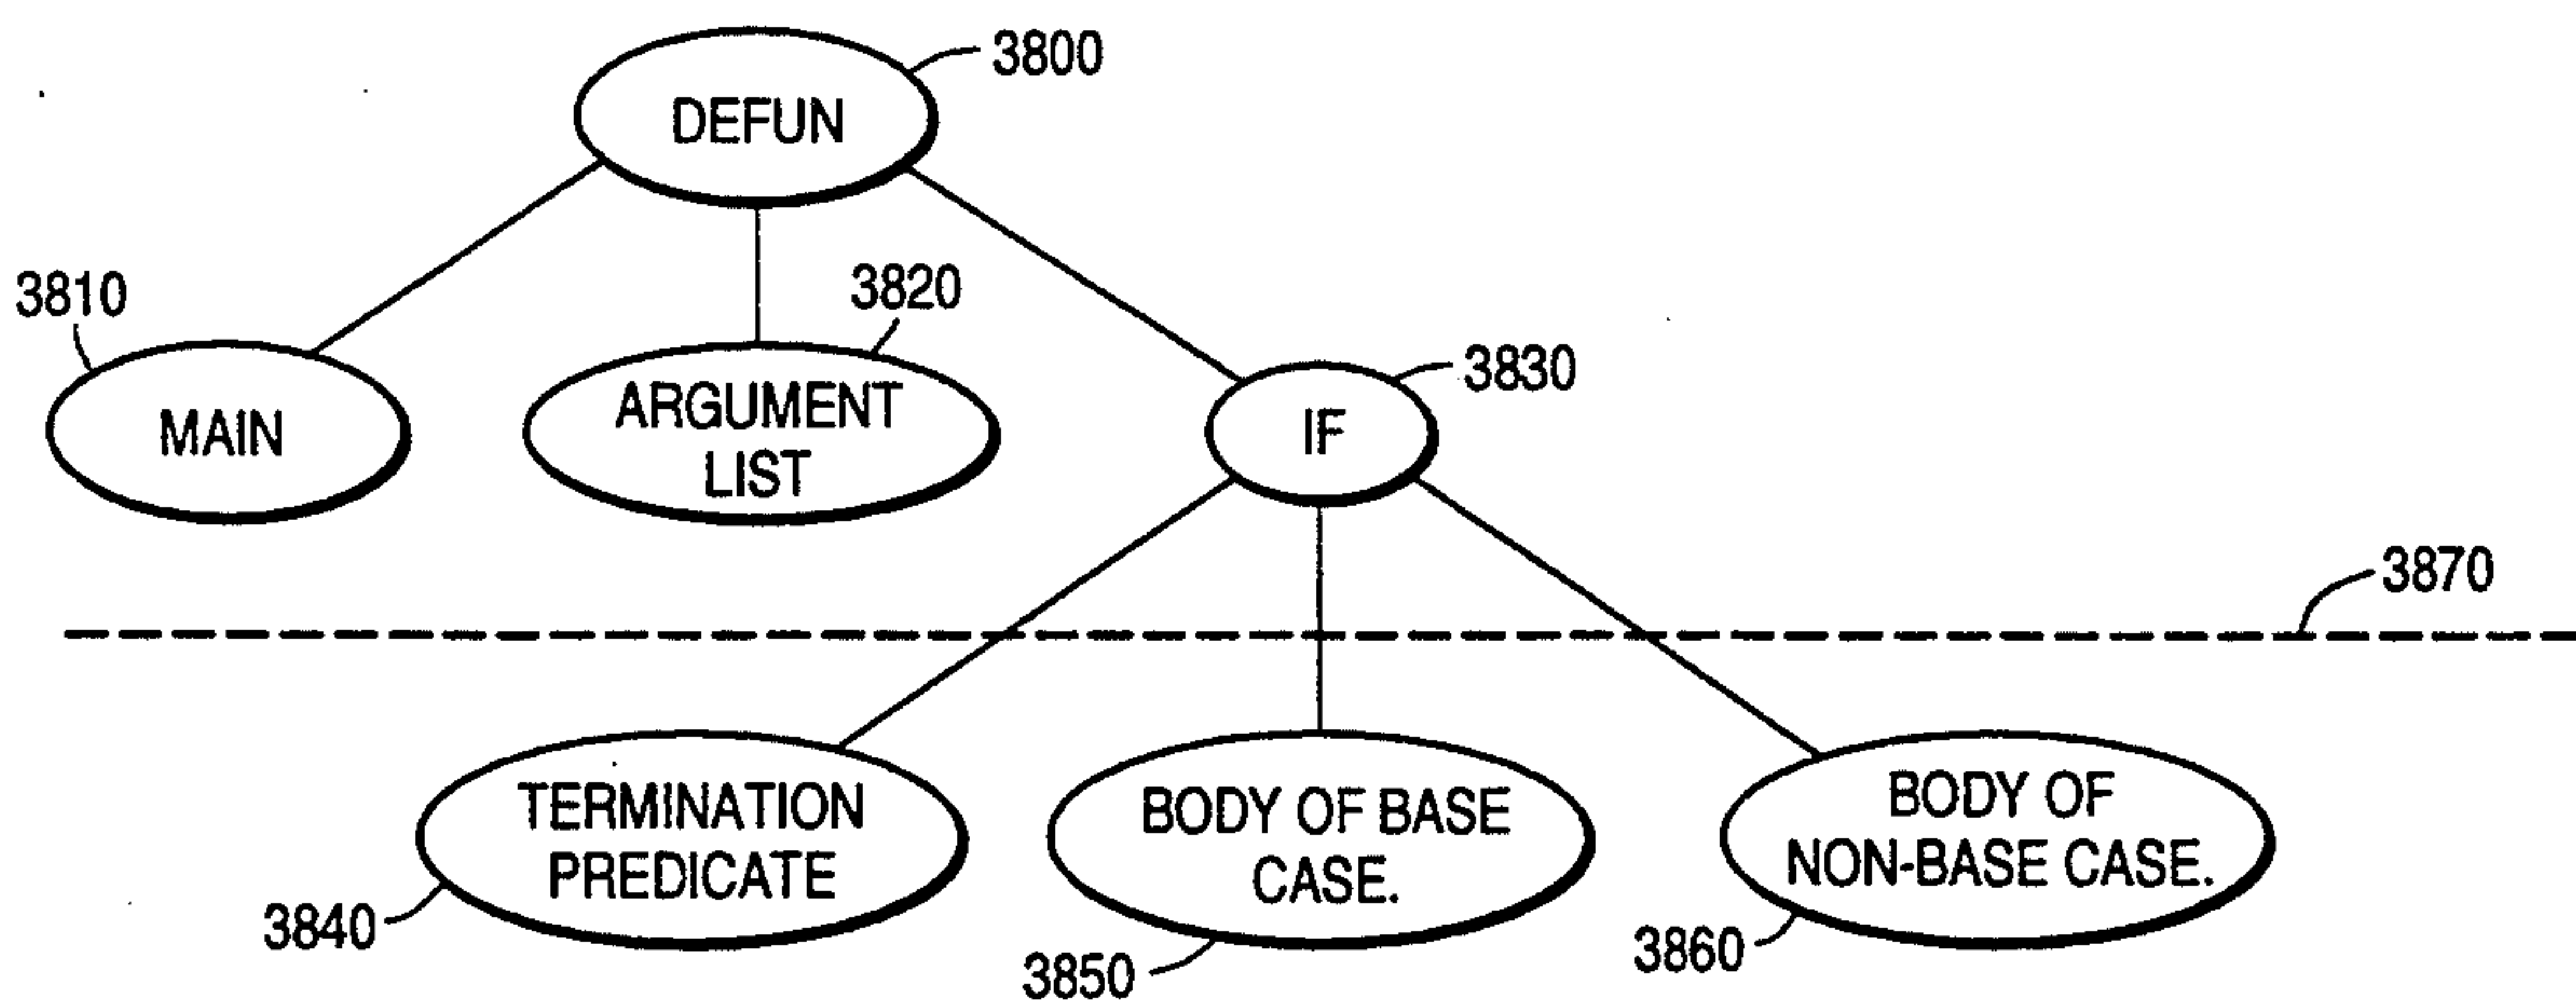 3800
DEFUN
3810
3820
3830
MAIN
ARGUMENT
LIST
IF
3870
TERMINATION
PREDICATE
BODY OF BASE
CASE.
BODY OF
NON-BASE CASE.
3840
3850
3860